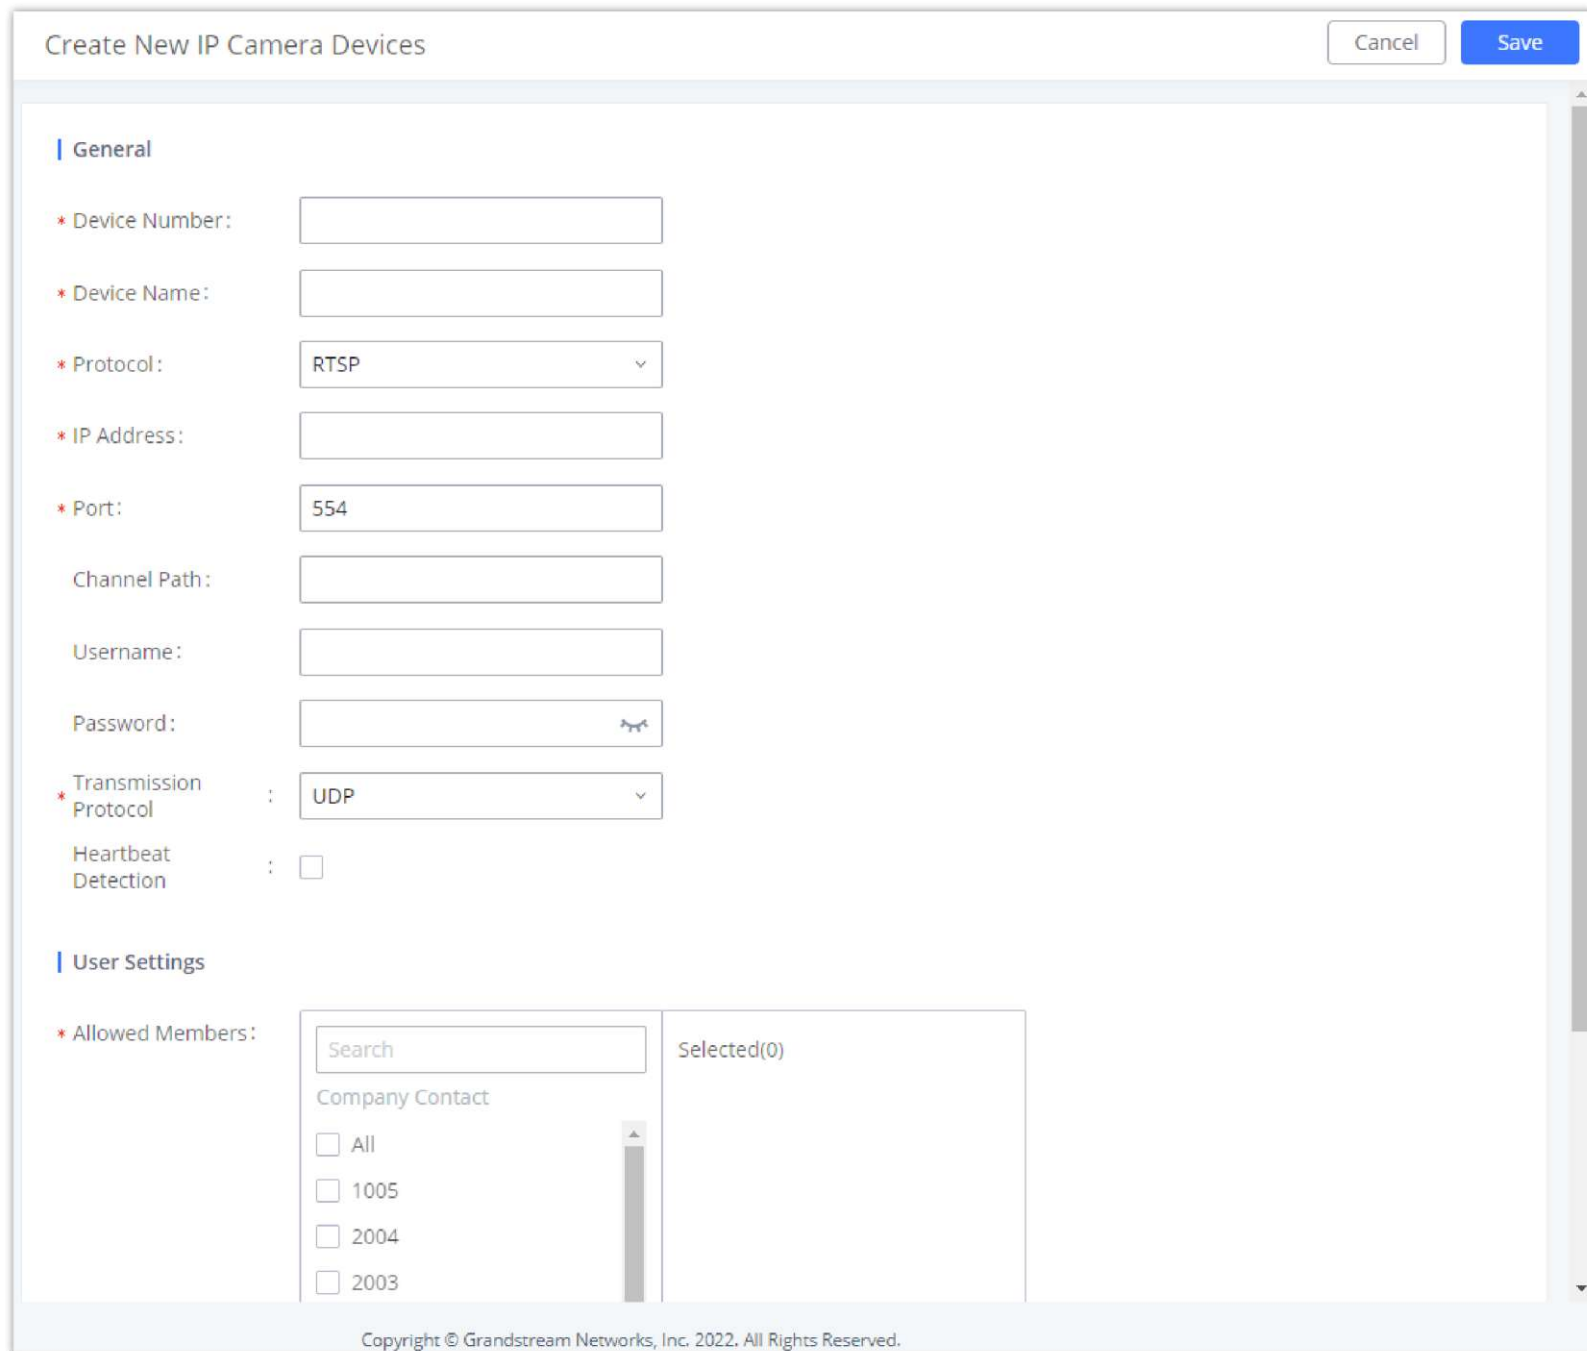 Create New IP Camera Devices
Cancel
Save
General
* Device Number:
* Device Name:
* Protocol: RTSP
* IP Address:
* Port: 554
Channel Path:
Username:
Password:
* Transmission Protocol : UDP
Heartbeat Detection :
User Settings
* Allowed Members:
Search
Selected(0)
Company Contact
All
1005
2004
2003
Copyright © Grandstream Networks, Inc. 2022. All Rights Reserved.